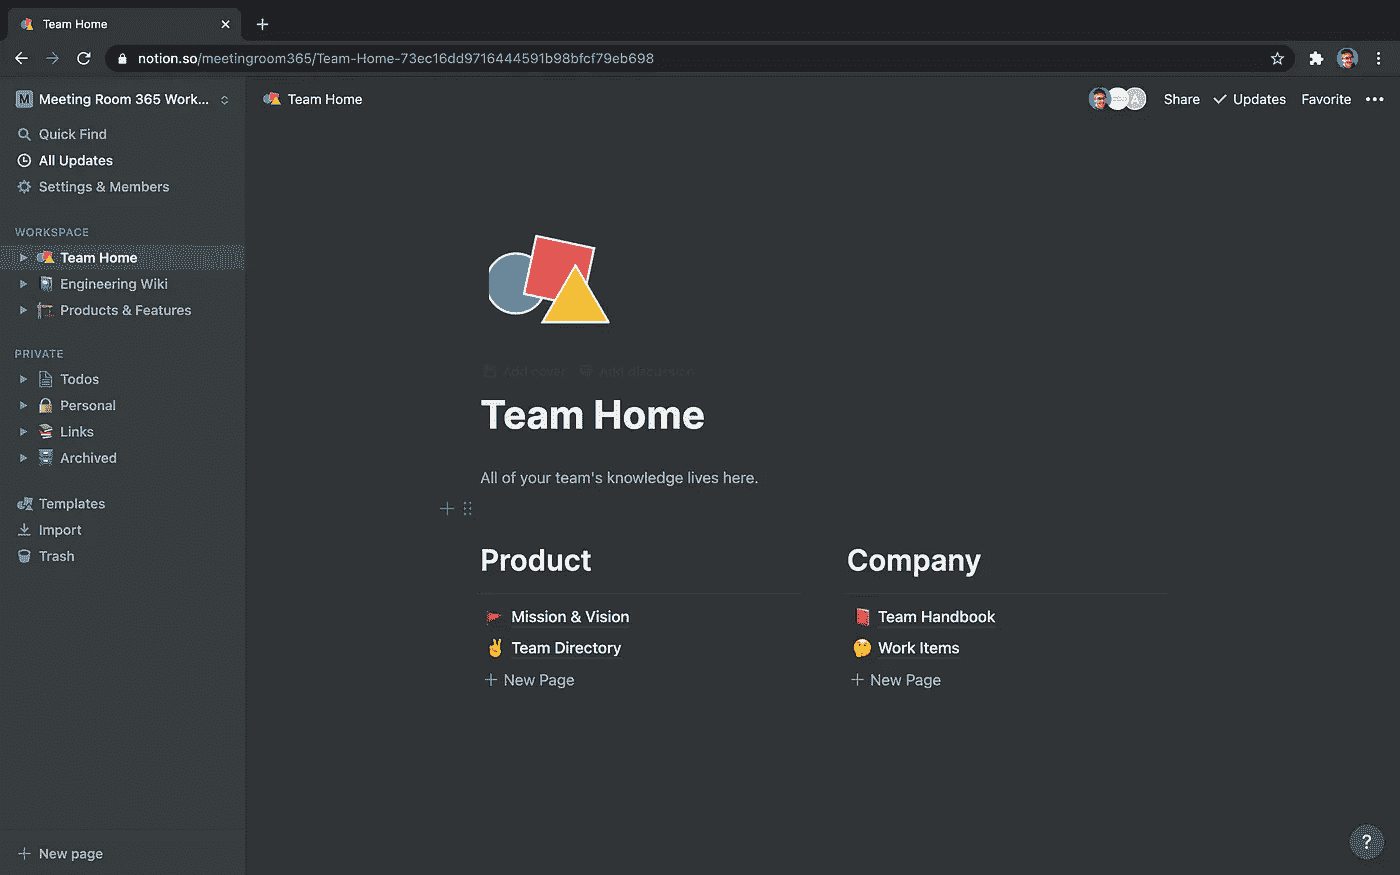 Team Home
notion.so/meetingroom365/Team-Home-73ec16dd9716444591b98bfcf79eb698
M Meeting Room 365 Work...
Quick Find
All Updates
Settings & Members
WORKSPACE
Team Home
Engineering Wiki
Products & Features
PRIVATE
Todos
Personal
Links
Archived
Templates
Import
Trash
New page
Team Home
A
Share
Updates
Favorite
Add cover
Add discussion
Team Home
All of your team's knowledge lives here.
Product
Mission & Vision
Team Directory
New Page
Company
Team Handbook
Work Items
New Page
?